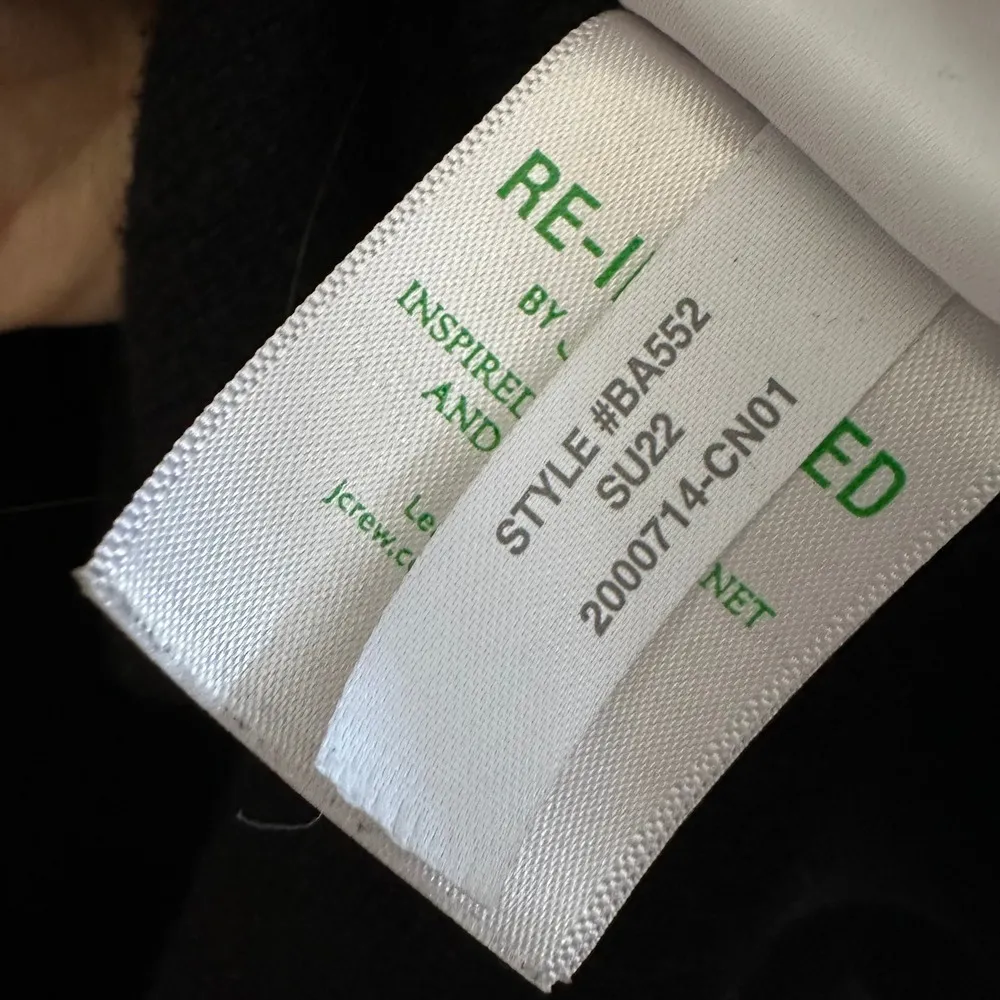 RE-I
ED
BY
INSPIRED
AND
NET
Le
jcrew.c
STYLE #BA552
SU22
2000714-CN01